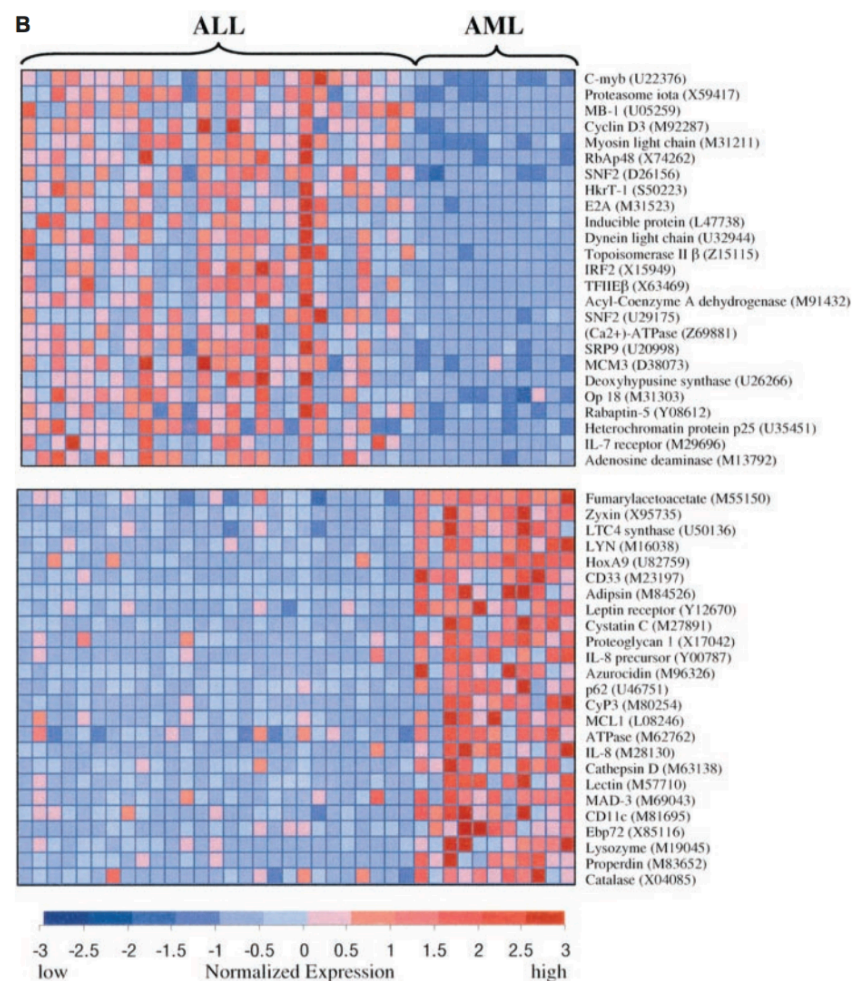 B
ALL AML
C-myb (U22376)
Proteasome iota (X59417)
MB-1 (U05259)
Cyclin D3 (M92287)
Myosin light chain (M31211)
RbAp48 (X74262)
SNF2 (D26156)
HkrT-1 (S50223)
E2A (M31523)
Inducible protein (L47738)
Dynein light chain (U32944)
Topoisomerase II β (Z15115)
IRF2 (X15949)
TFIIEβ (X63469)
Acyl-Coenzyme A dehydrogenase (M91432)
SNF2 (U29175)
(Ca2+)-ATPase (Z69881)
SRP9 (U20998)
MCM3 (D38073)
Deoxyhypusine synthase (U26266)
Op 18 (M31303)
Rabaptin-5 (Y08612)
Heterochromatin protein p25 (U35451)
IL-7 receptor (M29696)
Adenosine deaminase (M13792)
Fumarylacetoacetate (M55150)
Zyxin (X95735)
LTC4 synthase (U50136)
LYN (M16038)
HoxA9 (U82759)
CD33 (M23197)
Adipsin (M84526)
Leptin receptor (Y12670)
Cystatin C (M27891)
Proteoglycan 1 (X17042)
IL-8 precursor (Y00787)
Azurocidin (M96326)
p62 (U46751)
CyP3 (M80254)
MCL1 (L08246)
ATPase (M62762)
IL-8 (M28130)
Cathepsin D (M63138)
Lectin (M57710)
MAD-3 (M69043)
CD11c (M81695)
Ebp72 (X85116)
Lysozyme (M19045)
Properdin (M83652)
Catalase (X04085)
-3 -2.5 -2 -1.5 -1 -0.5 0 0.5 1 1.5 2 2.5 3
low Normalized Expression high